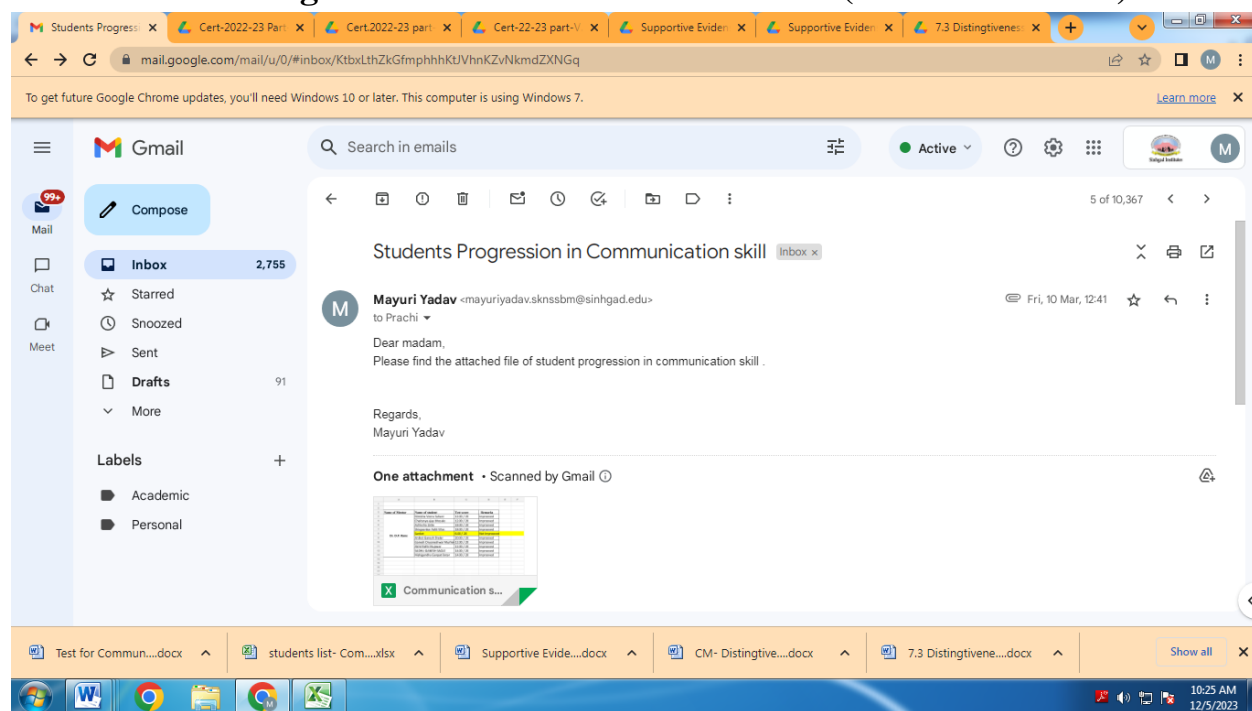 Students Progress
Cert-2022-23 Part
Cert.2022-23 part
Cert-22-23 part-V
Supportive Eviden
Supportive Eviden
7.3 Distingtiveness
mail.google.com/mail/u/0/#inbox/KtbxLthZkGfmphhhKtJVhnKZvNkmdZXNGq
M
To get future Google Chrome updates, you'll need Windows 10 or later. This computer is using Windows 7.
Learn more
Gmail
Search in emails
Active
Sinhgad Institutes
M
99+
Mail
Compose
5 of 10,367
Students Progression in Communication skill
Inbox ×
Inbox 2,755
Chat
Starred
M
Mayuri Yadav <mayuriyadav.sknssbm@sinhgad.edu>
Fri, 10 Mar, 12:41
to Prachi
Snoozed
Meet
Sent
Dear madam,
Please find the attached file of student progression in communication skill .
Drafts 91
More
Regards,
Mayuri Yadav
Labels +
One attachment • Scanned by Gmail
Academic
Personal
X Communication s...
Test for Commun....docx
students list- Com....xlsx
Supportive Evide....docx
CM- Distingtive....docx
7.3 Distingtivene....docx
Show all
10:25 AM
12/5/2023